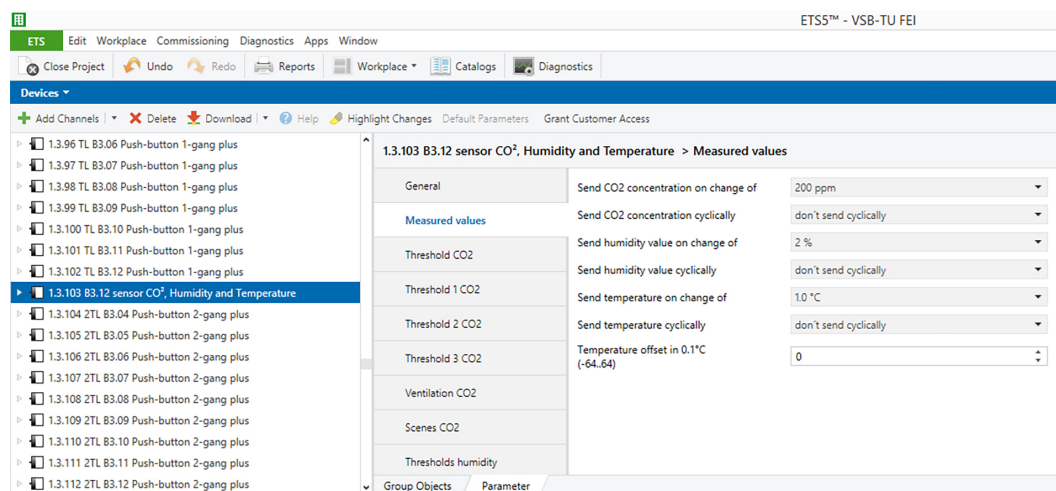 ETS5™ - VSB-TU FEI
ETS Edit Workplace Commissioning Diagnostics Apps Window
Close Project Undo Redo Reports Workplace Catalogs Diagnostics
Devices
Add Channels Delete Download Help Highlight Changes Default Parameters Grant Customer Access
1.3.96 TL B3.06 Push-button 1-gang plus
1.3.97 TL B3.07 Push-button 1-gang plus
1.3.98 TL B3.08 Push-button 1-gang plus
1.3.99 TL B3.09 Push-button 1-gang plus
1.3.100 TL B3.10 Push-button 1-gang plus
1.3.101 TL B3.11 Push-button 1-gang plus
1.3.102 TL B3.12 Push-button 1-gang plus
1.3.103 B3.12 sensor CO², Humidity and Temperature
1.3.104 2TL B3.04 Push-button 2-gang plus
1.3.105 2TL B3.05 Push-button 2-gang plus
1.3.106 2TL B3.06 Push-button 2-gang plus
1.3.107 2TL B3.07 Push-button 2-gang plus
1.3.108 2TL B3.08 Push-button 2-gang plus
1.3.109 2TL B3.09 Push-button 2-gang plus
1.3.110 2TL B3.10 Push-button 2-gang plus
1.3.111 2TL B3.11 Push-button 2-gang plus
1.3.112 2TL B3.12 Push-button 2-gang plus
1.3.103 B3.12 sensor CO², Humidity and Temperature > Measured values
General
Measured values
Threshold CO2
Threshold 1 CO2
Threshold 2 CO2
Threshold 3 CO2
Ventilation CO2
Scenes CO2
Thresholds humidity
Send CO2 concentration on change of 200 ppm
Send CO2 concentration cyclically don´t send cyclically
Send humidity value on change of 2 %
Send humidity value cyclically don´t send cyclically
Send temperature on change of 1.0 °C
Send temperature cyclically don´t send cyclically
Temperature offset in 0.1°C
(-64..64) 0
Group Objects Parameter